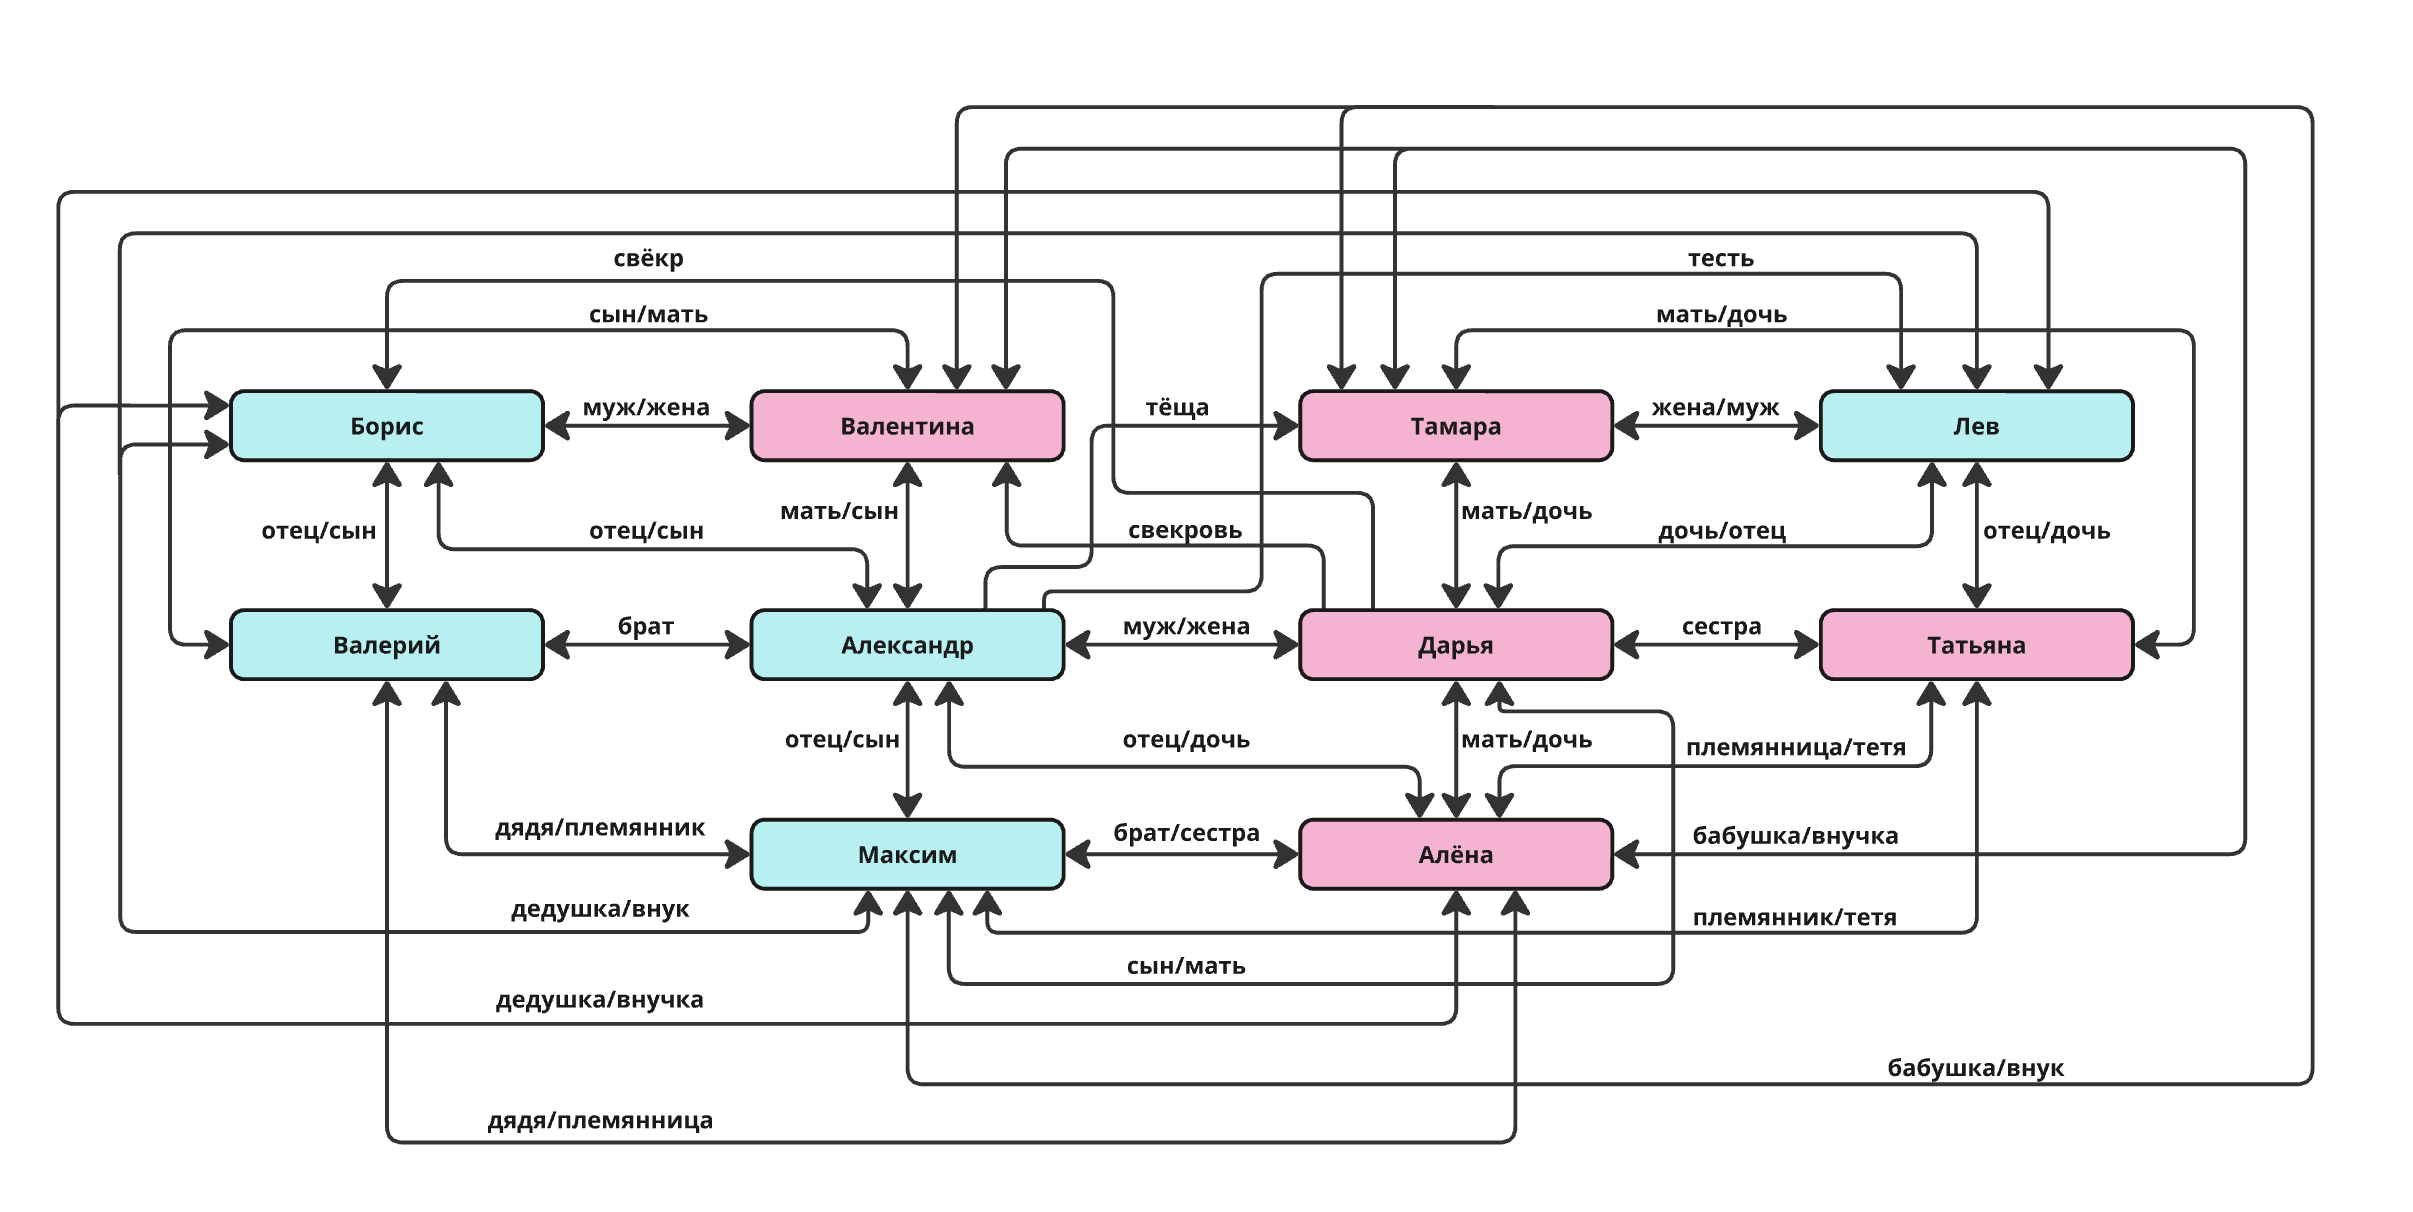 свёкр
тесть
сын/мать
мать/дочь
Борис
муж/жена
Валентина
тёща
Тамара
жена/муж
Лев
отец/сын
отец/сын
мать/сын
свекровь
мать/дочь
дочь/отец
отец/дочь
Валерий
брат
Александр
муж/жена
Дарья
сестра
Татьяна
отец/сын
отец/дочь
мать/дочь
племянница/тетя
дядя/племянник
Максим
брат/сестра
Алёна
бабушка/внучка
дедушка/внук
племянник/тетя
сын/мать
дедушка/внучка
бабушка/внук
дядя/племянница